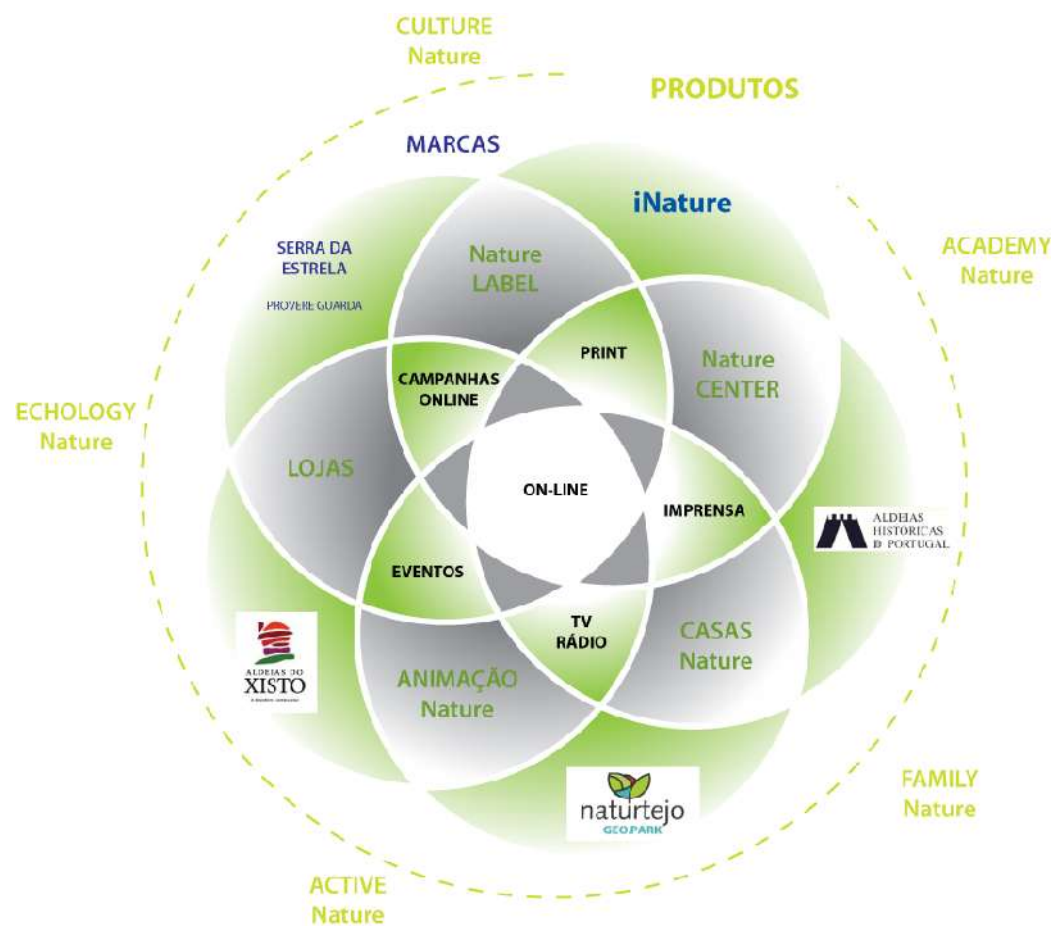 CULTURE
Nature
PRODUTOS
MARCAS
iNature
ACADEMY
Nature
SERRA DA
ESTRELA
PROVERE GUARDA
Nature
LABEL
PRINT
Nature
CENTER
CAMPANHAS
ONLINE
ECHOLOGY
Nature
LOJAS
ON-LINE
IMPRENSA
ALDEIAS
HISTÓRICAS
DE PORTUGAL
EVENTOS
TV
RÁDIO
CASAS
Nature
ALDEIAS DO
XISTO
ANIMAÇÃO
Nature
naturtejo
GEOPARK
FAMILY
Nature
ACTIVE
Nature